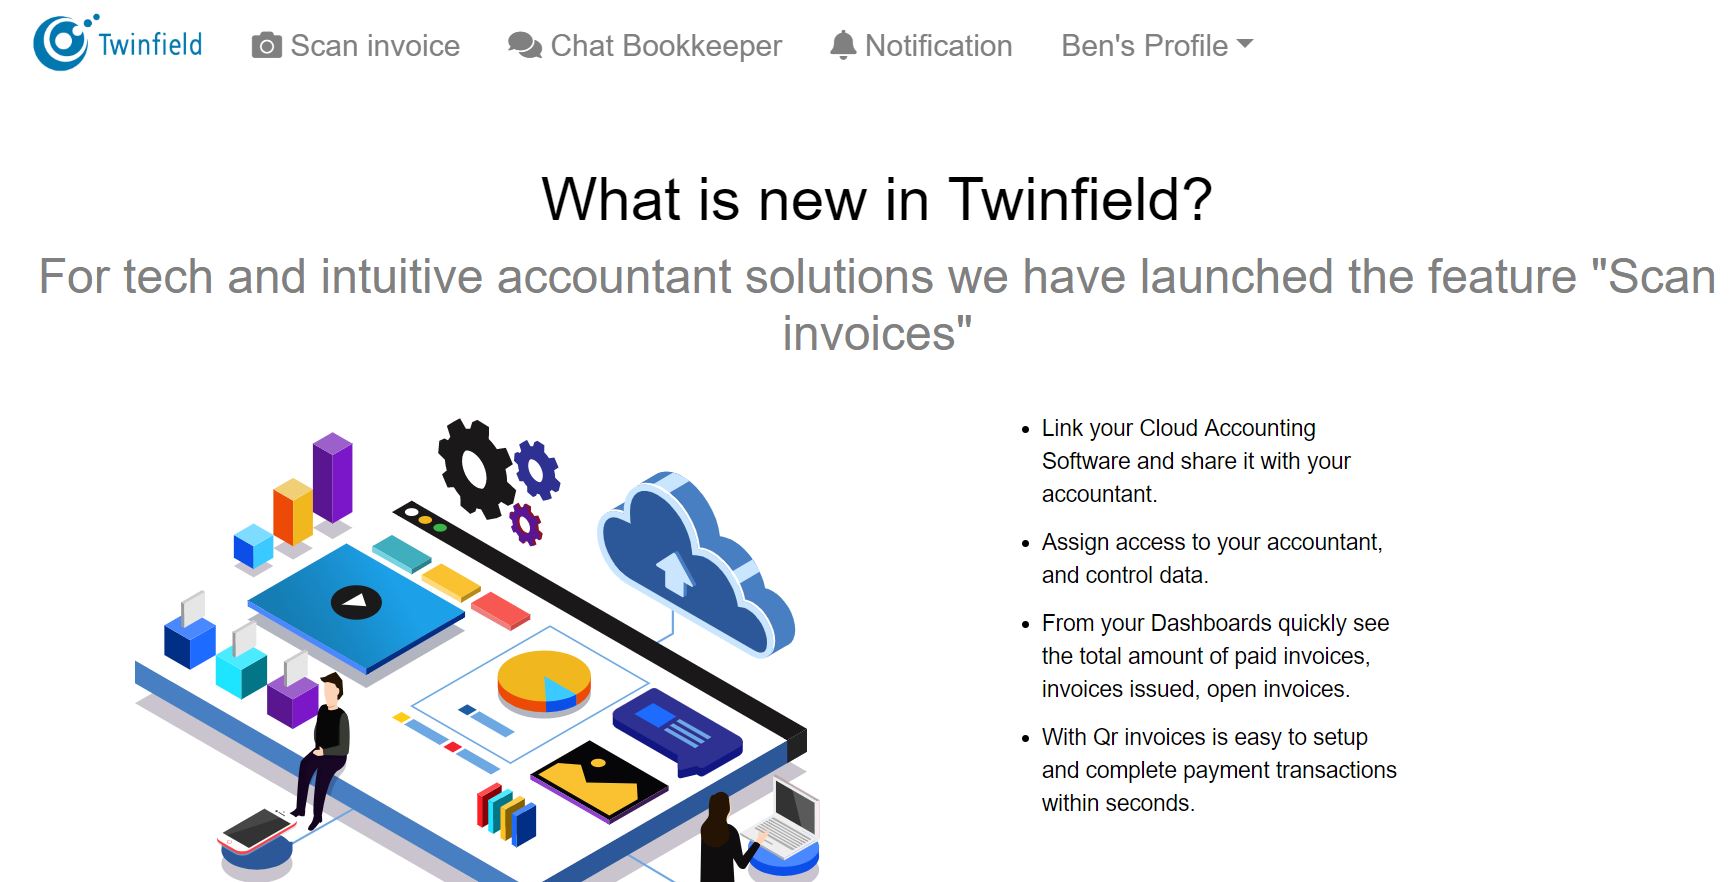 Twinfield
Scan invoice
Chat Bookkeeper
Notification
Ben's Profile
What is new in Twinfield?
For tech and intuitive accountant solutions we have launched the feature "Scan
invoices"
Link your Cloud Accounting
Software and share it with your
accountant.
Assign access to your accountant,
and control data.
From your Dashboards quickly see
the total amount of paid invoices,
invoices issued, open invoices.
With Qr invoices is easy to setup
and complete payment transactions
within seconds.